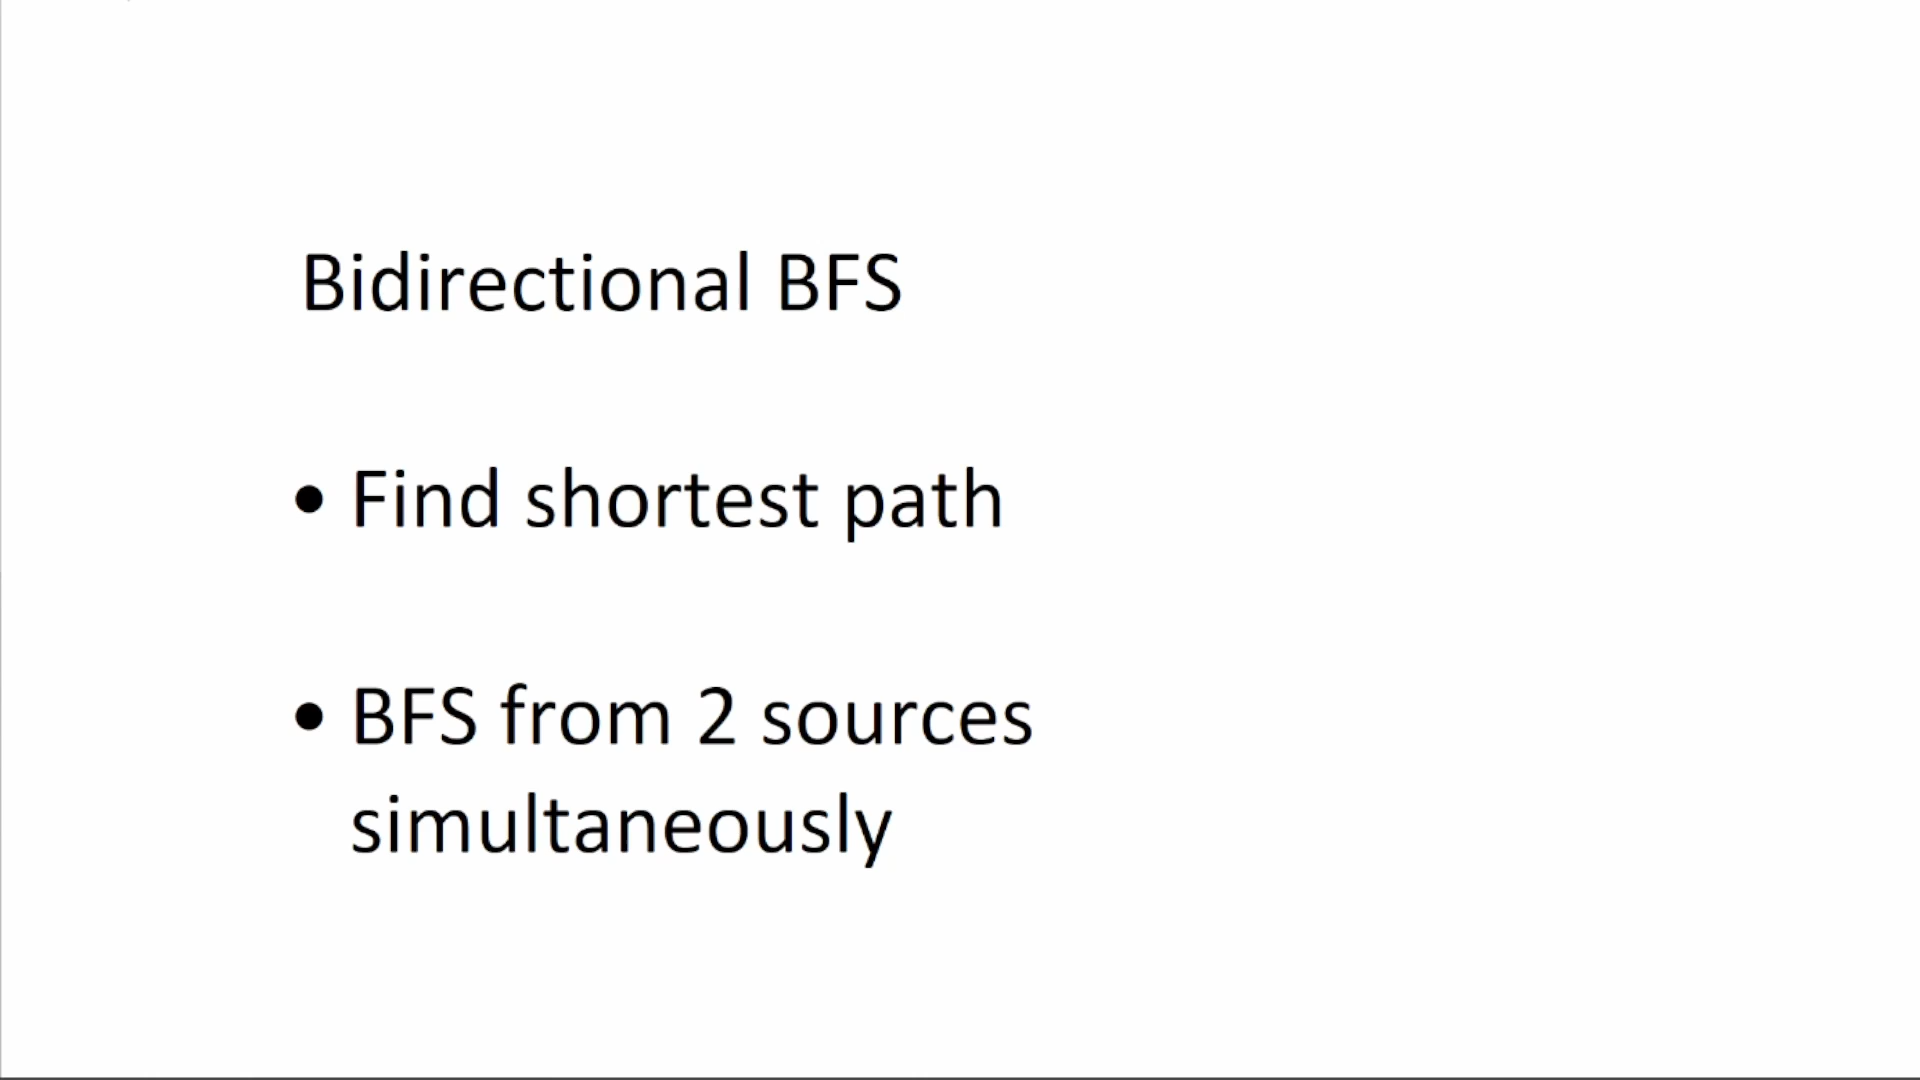 Bidirectional BFS
• Find shortest path
• BFS from 2 sources
simultaneously